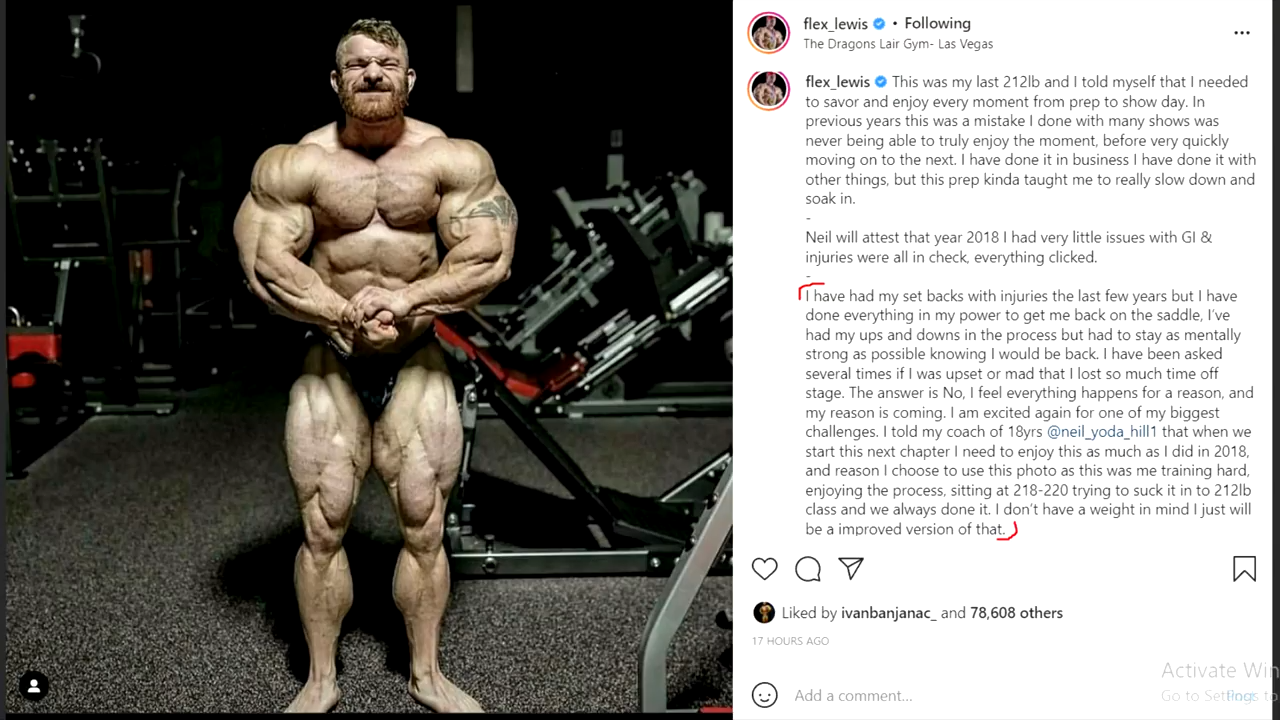 flex_lewis • Following
The Dragons Lair Gym- Las Vegas
flex_lewis This was my last 212lb and I told myself that I needed
to savor and enjoy every moment from prep to show day. In
previous years this was a mistake I done with many shows was
never being able to truly enjoy the moment, before very quickly
moving on to the next. I have done it in business I have done it with
other things, but this prep kinda taught me to really slow down and
soak in.
-
Neil will attest that year 2018 I had very little issues with GI &
injuries were all in check, everything clicked.
-
I have had my set backs with injuries the last few years but I have
done everything in my power to get me back on the saddle, I've
had my ups and downs in the process but had to stay as mentally
strong as possible knowing I would be back. I have been asked
several times if I was upset or mad that I lost so much time off
stage. The answer is No, I feel everything happens for a reason, and
my reason is coming. I am excited again for one of my biggest
challenges. I told my coach of 18yrs @neil_yoda_hill1 that when we
start this next chapter I need to enjoy this as much as I did in 2018,
and reason I choose to use this photo as this was me training hard,
enjoying the process, sitting at 218-220 trying to suck it in to 212lb
class and we always done it. I don't have a weight in mind I just will
be a improved version of that.
Liked by ivanbanjanac_ and 78,608 others
17 HOURS AGO
Activate Win
Go to Settings to
Add a comment...